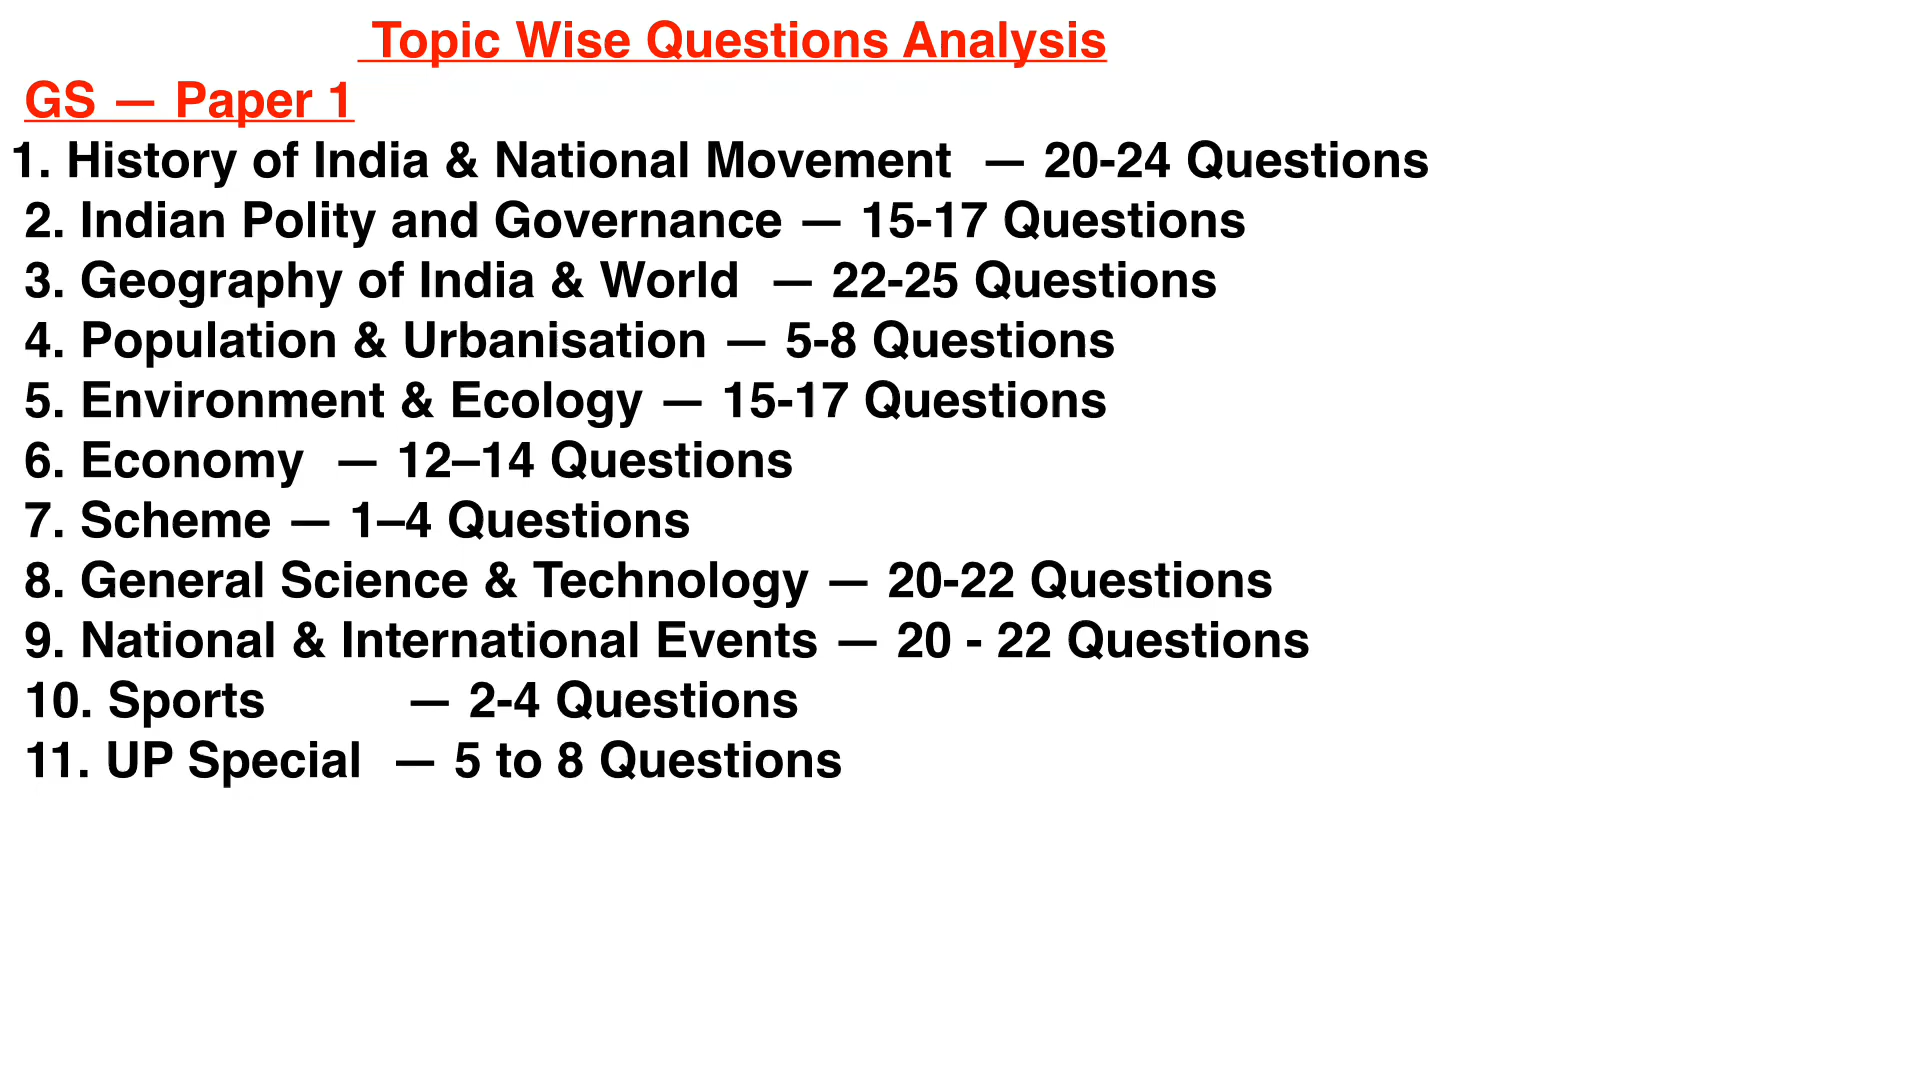 Topic Wise Questions Analysis
GS — Paper 1
1. History of India & National Movement — 20-24 Questions
2. Indian Polity and Governance — 15-17 Questions
3. Geography of India & World — 22-25 Questions
4. Population & Urbanisation — 5-8 Questions
5. Environment & Ecology — 15-17 Questions
6. Economy — 12–14 Questions
7. Scheme — 1–4 Questions
8. General Science & Technology — 20-22 Questions
9. National & International Events — 20 - 22 Questions
10. Sports — 2-4 Questions
11. UP Special — 5 to 8 Questions